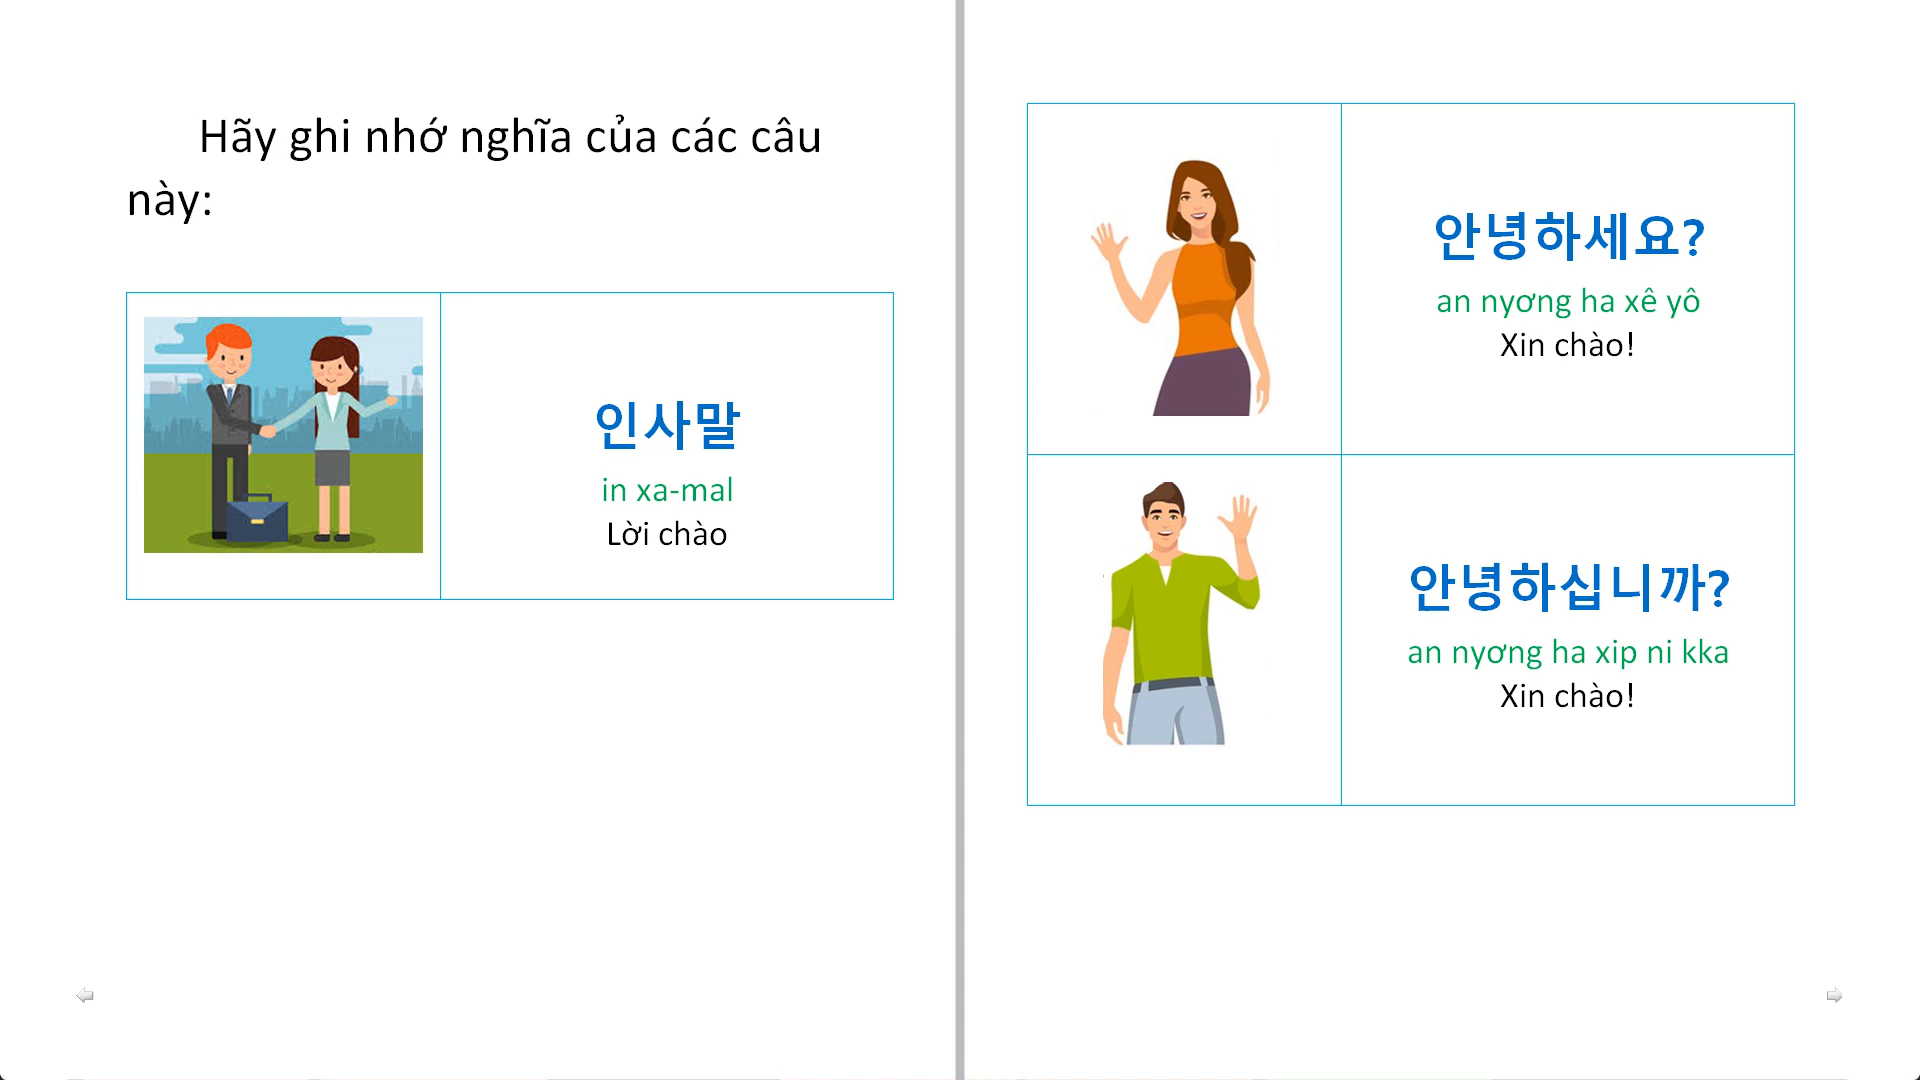 Hãy ghi nhớ nghĩa của các câu
này:
인사말
in xa-mal
Lời chào
안녕하세요?
an nyơng ha xê yô
Xin chào!
안녕하십니까?
an nyơng ha xip ni kka
Xin chào!